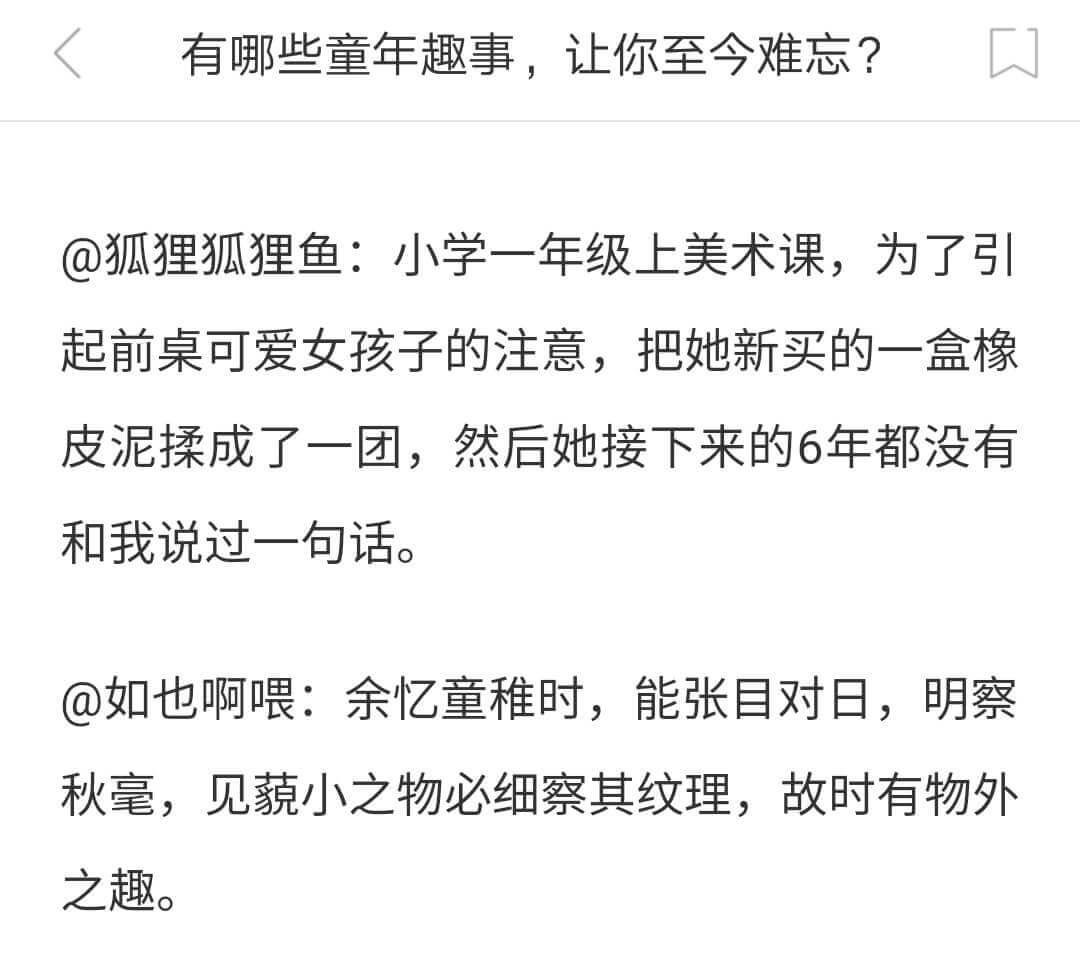 有哪些童年趣事，让你至今难忘？
@狐狸狐狸鱼：小学一年级上美术课，为了引
起前桌可爱女孩子的注意，把她新买的一盒橡
皮泥揉成了一团，然后她接下来的6年都没有
和我说过一句话。
@如也啊喂：余忆童稚时，能张目对日，明察
秋毫，见藐小之物必细察其纹理，故时有物外
之趣。